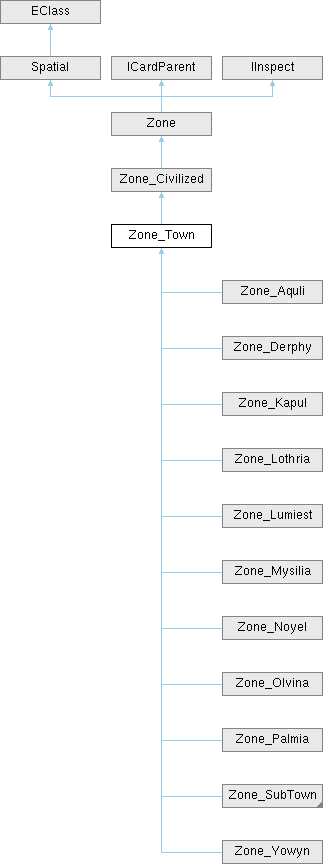 EClass
Spatial ICardParent IInspect
Zone
Zone_Civilized
Zone_Town
Zone_Aquli
Zone_Derphy
Zone_Kapul
Zone_Lothria
Zone_Lumiest
Zone_Mysilia
Zone_Noyel
Zone_Olvina
Zone_Palmia
Zone_SubTown
Zone_Yowyn